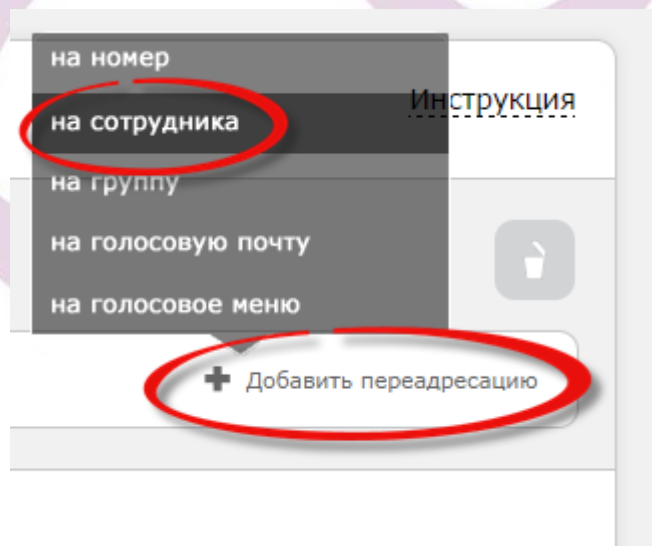 на номер
Инструкция
на сотрудника
на группу
на голосовую почту
на голосовое меню
Добавить переадресацию